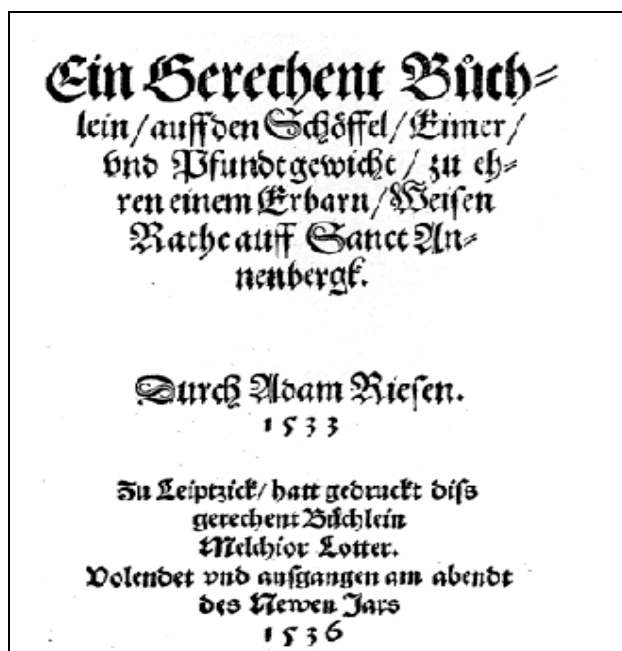 Ein Gerechent Bůch=
lein/auff den Schöffel/Eimer/
vnd Pfundtgewicht/zu eh=
ren einem Erbarn/Weisen
Rathe auff Sanct An=
nenbergk.
Durch Adam Riesen.
1533
Zu Leiptzick/hatt gedruckt diss
gerechent Büchlein
Melchior Lotter.
Volendet vnd ausgangen am abendt
des Newen Jars
1536